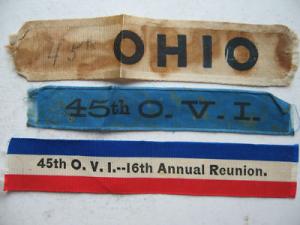 45th OHIO
45th O. V. I.
45th O. V. I.--16th Annual Reunion.